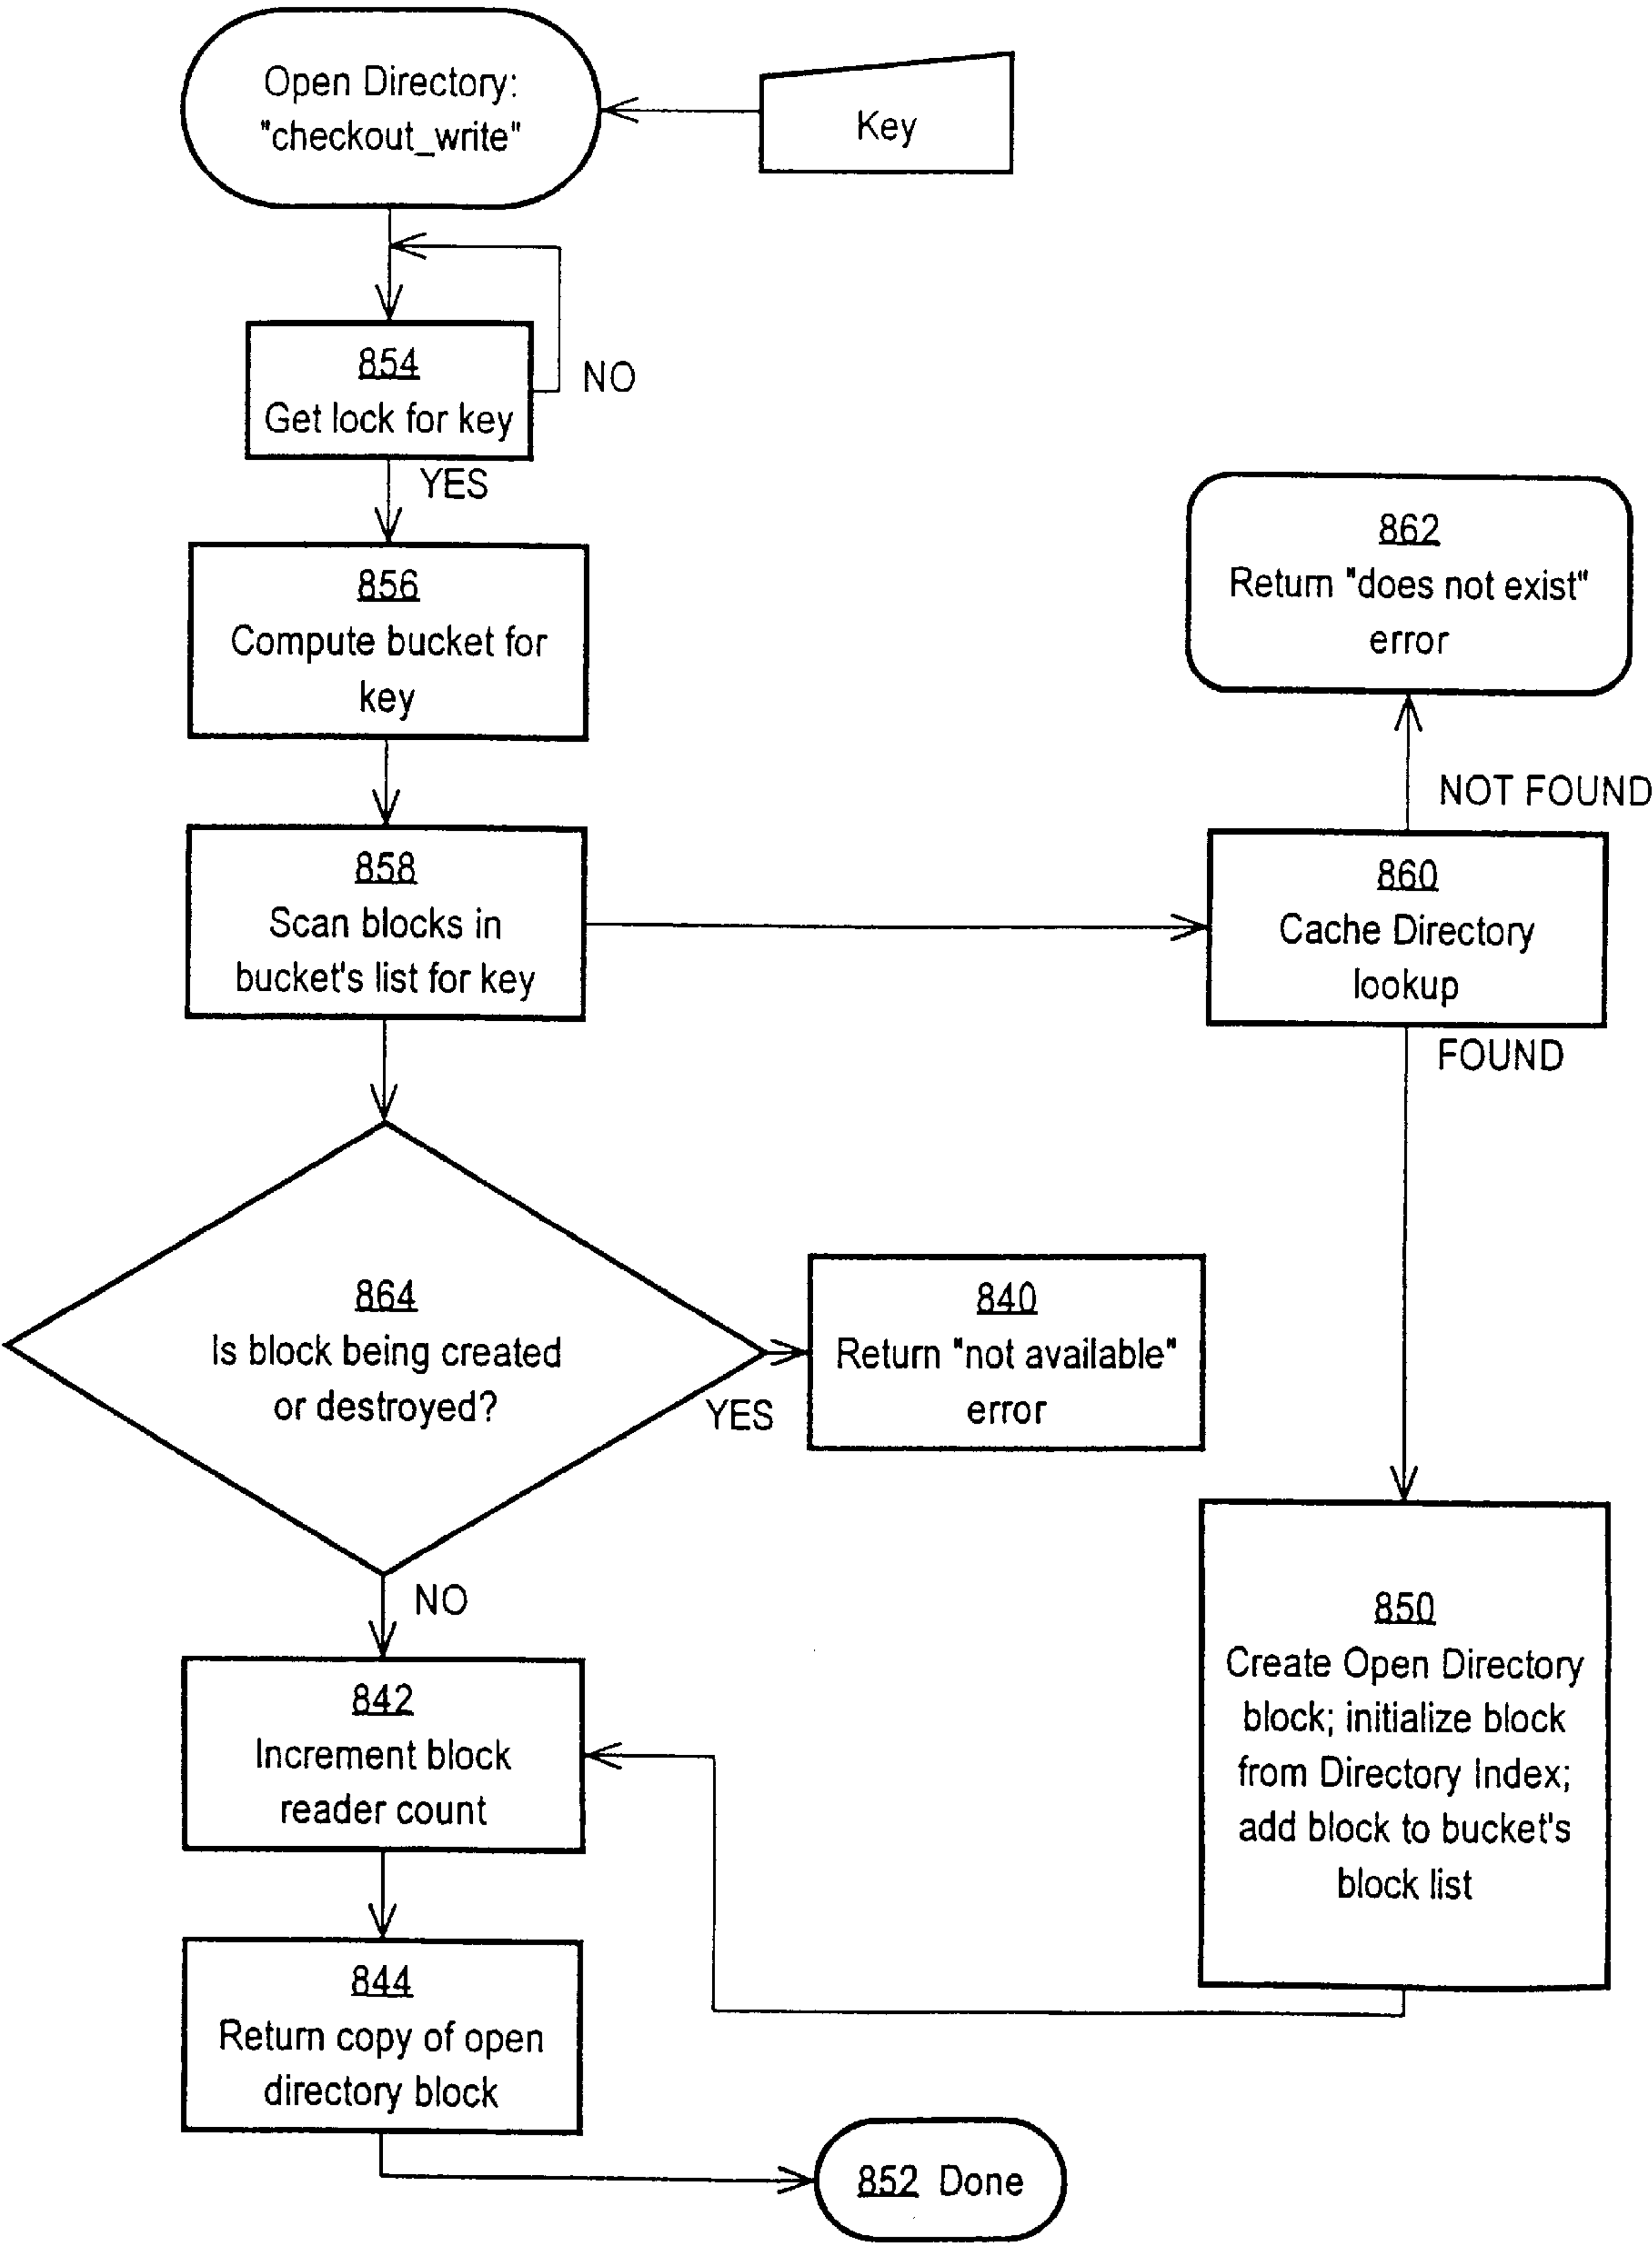 Open Directory:
"checkout_write"
Key
854
Get lock for key
NO
YES
856
Compute bucket for
key
862
Return "does not exist"
error
NOT FOUND
858
Scan blocks in
bucket's list for key
860
Cache Directory
lookup
FOUND
864
Is block being created
or destroyed?
YES
840
Return "not available"
error
NO
842
Increment block
reader count
850
Create Open Directory
block; initialize block
from Directory Index;
add block to bucket's
block list
844
Return copy of open
directory block
852 Done